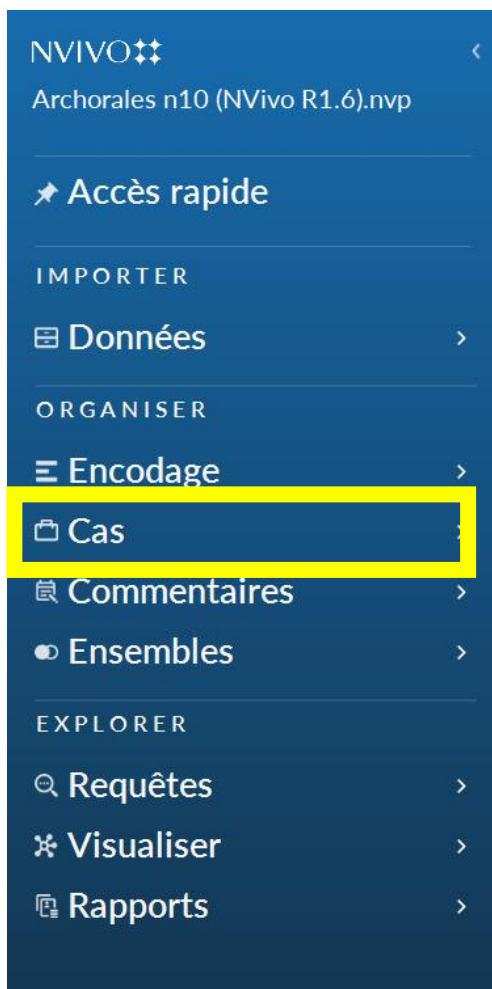 NVIVO
Archorales n10 (NVivo R1.6).nvp
Accès rapide
IMPORTER
Données
ORGANISER
Encodage
Cas
Commentaires
Ensembles
EXPLORER
Requêtes
Visualiser
Rapports